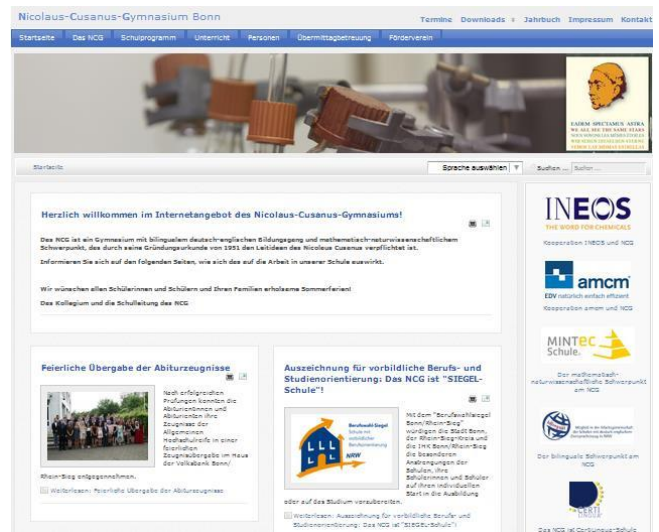 Nicolaus-Cusanus-Gymnasium Bonn
Termine Downloads Jahrbuch Impressum Kontakt
Startseite Das NCG Schulprogramm Unterricht Personen Übermittagbetreuung Förderverein
EADEM SPECTAMUS ASTRA
WE ALL SEE THE SAME STARS
Startseite
Sprache auswählen ▼ Suchen ... Suchen ...
Herzlich willkommen im Internetangebot des Nicolaus-Cusanus-Gymnasiums!
Das NCG ist ein Gymnasium mit bilingualem deutsch-englischen Bildungsgang und mathematisch-naturwissenschaftlichem
Schwerpunkt, das durch seine Gründungsurkunde von 1951 den Leitideen des Nicolaus Cusanus verpflichtet ist.
Informieren Sie sich auf den folgenden Seiten, wie sich das auf die Arbeit in unserer Schule auswirkt.
Wir wünschen allen Schülerinnen und Schülern und Ihren Familien erholsame Sommerferien!
Das Kollegium und die Schulleitung des NCG
Feierliche Übergabe der Abiturzeugnisse
Nach erfolgreichen
Prüfungen konnten die
Abiturientinnen und
Abiturienten ihre
Zeugnisse der
Allgemeinen
Hochschulreife in einer
feierlichen
Zeugnisübergabe im Haus
der Volksbank Bonn/
Rhein-Sieg entgegennehmen.
Weiterlesen: Feierliche Übergabe der Abiturzeugnisse
Auszeichnung für vorbildliche Berufs- und
Studienorientierung: Das NCG ist "SIEGEL-
Schule"!
Berufswahl-Siegel
Schule mit
vorbildlicher
Berufsorientierung
LLL
NRW
Mit dem "Berufswahlsiegel
Bonn/Rhein-Sieg"
würdigen die Stadt Bonn,
der Rhein-Sieg-Kreis und
die IHK Bonn/Rhein-Sieg
die besonderen
Anstrengungen der
Schulen, ihre
Schülerinnen und Schüler
auf ihren individuellen
Start in die Ausbildung
oder auf das Studium vorzubereiten.
Weiterlesen: Auszeichnung für vorbildliche Berufs- und
Studienorientierung: Das NCG ist "SIEGEL-Schule"!
INEOS
THE WORD FOR CHEMICALS
Kooperation INEOS und NCG
amcm
EDV natürlich einfach effizient
Kooperation amcm und NCG
MINTEC
Schule.
Der mathematisch-
naturwissenschaftliche Schwerpunkt
am NCG
Der bilinguale Schwerpunkt am
NCG
CERTI
Das NCG ist Certilingua-Schule